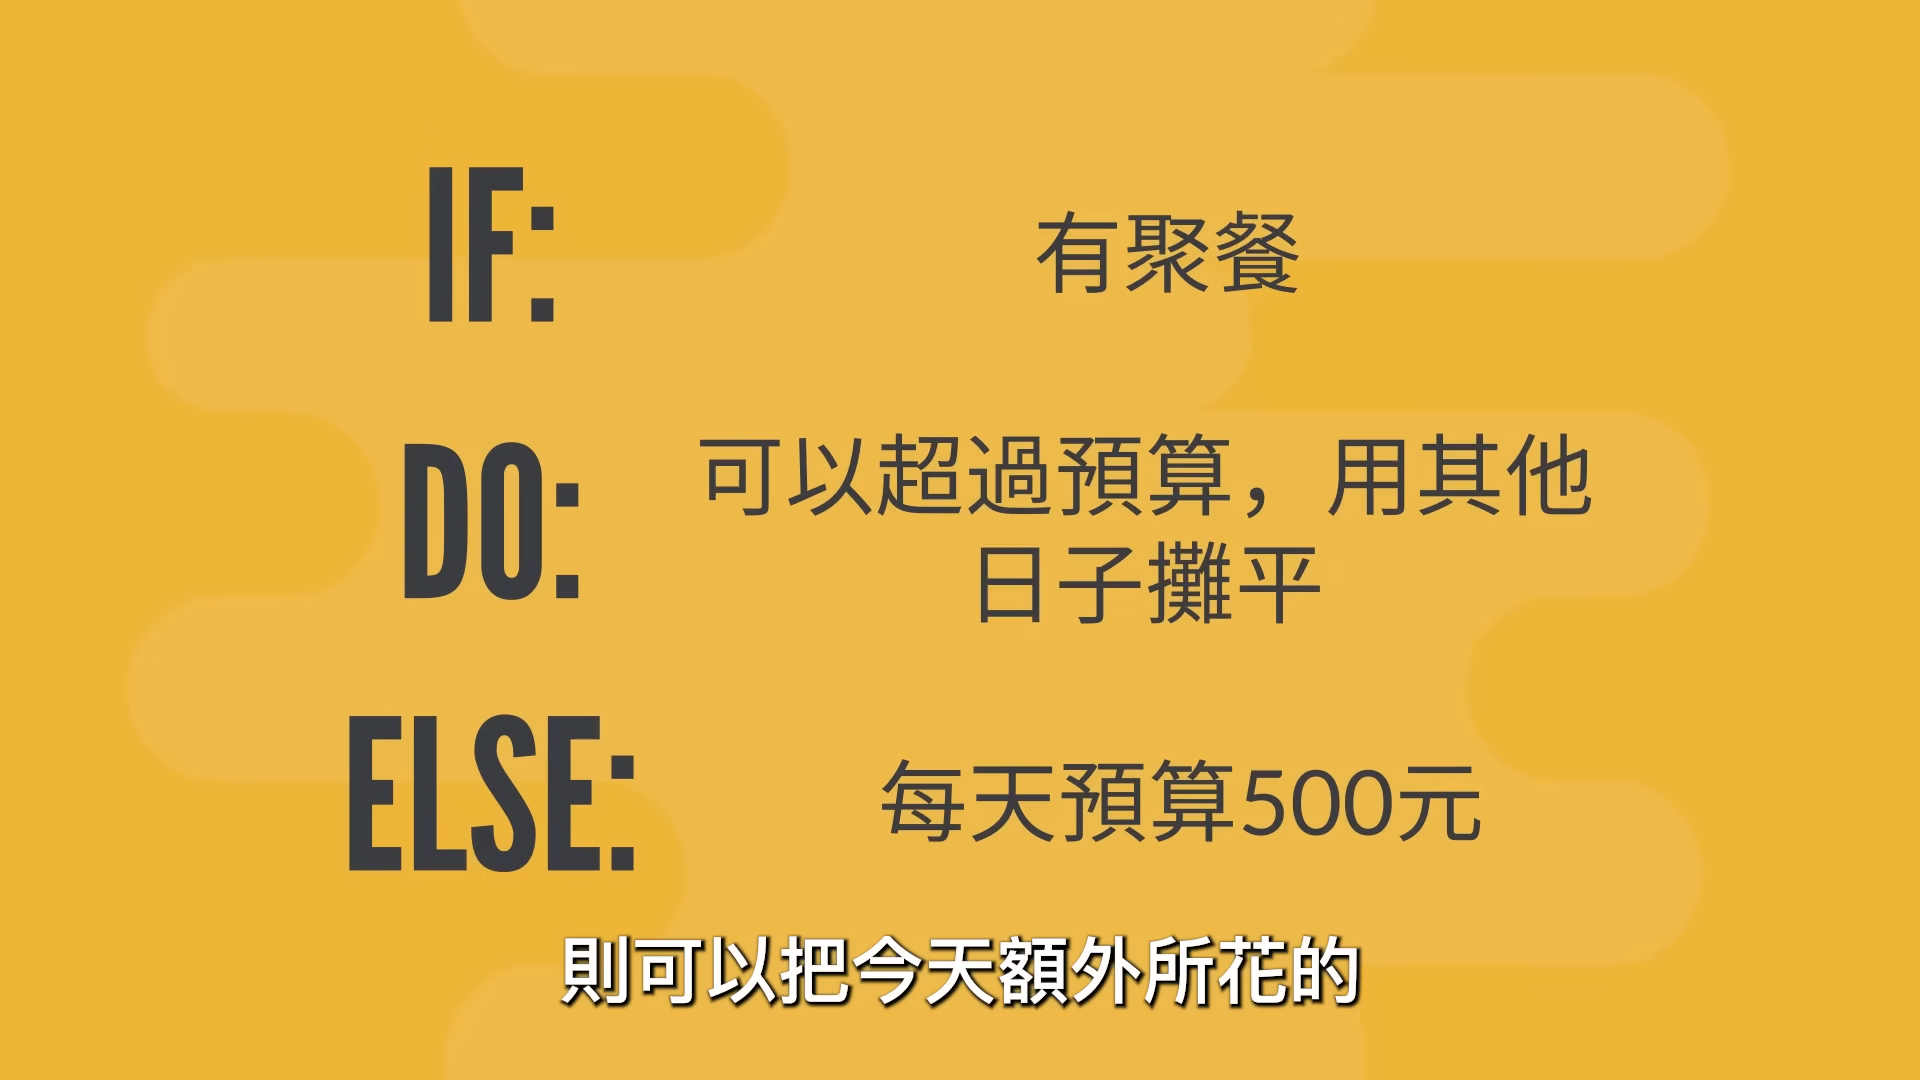 IF:
有聚餐
DO:
可以超過預算，用其他
日子攤平
ELSE:
每天預算500元
則可以把今天額外所花的